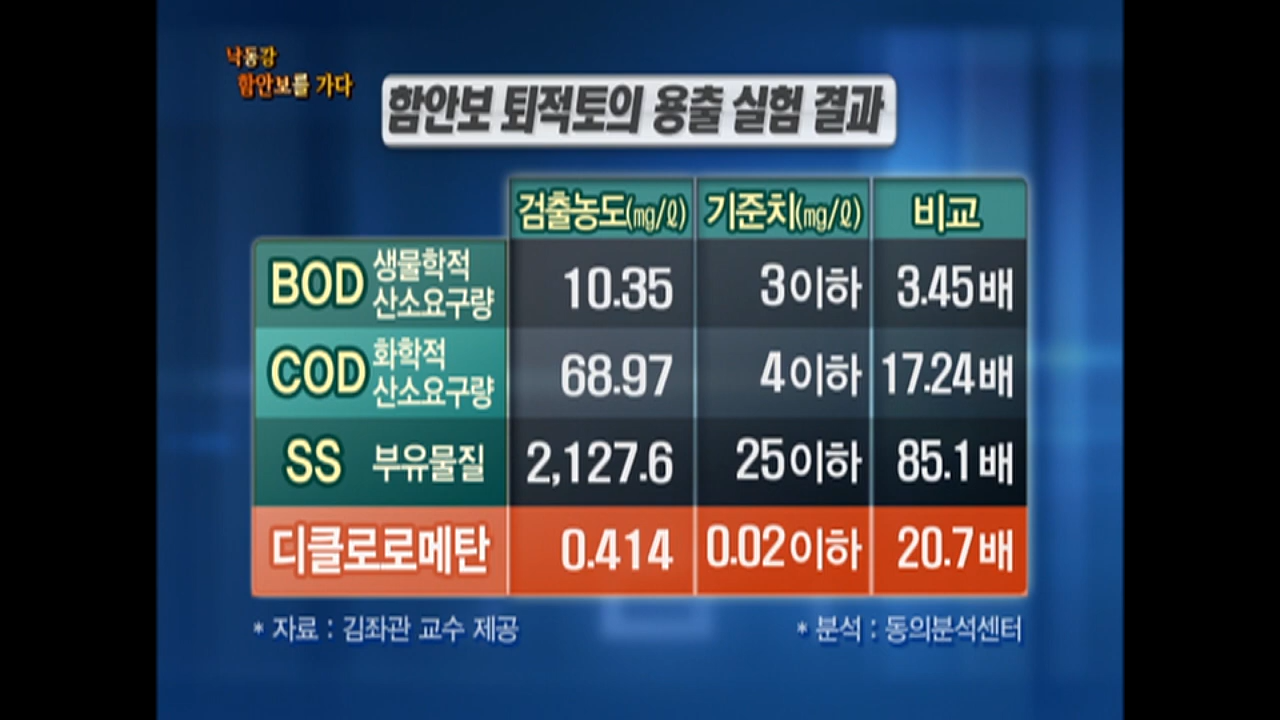 낙동강
함안보를 가다
함안보 퇴적토의 용출 실험 결과
검출농도(㎎/ℓ) 기준치(㎎/ℓ) 비교
BOD 생물학적 산소요구량 10.35 3이하 3.45배
COD 화학적 산소요구량 68.97 4이하 17.24배
SS 부유물질 2,127.6 25이하 85.1배
디클로로메탄 0.414 0.02이하 20.7배
* 자료 : 김좌관 교수 제공 * 분석 : 동의분석센터